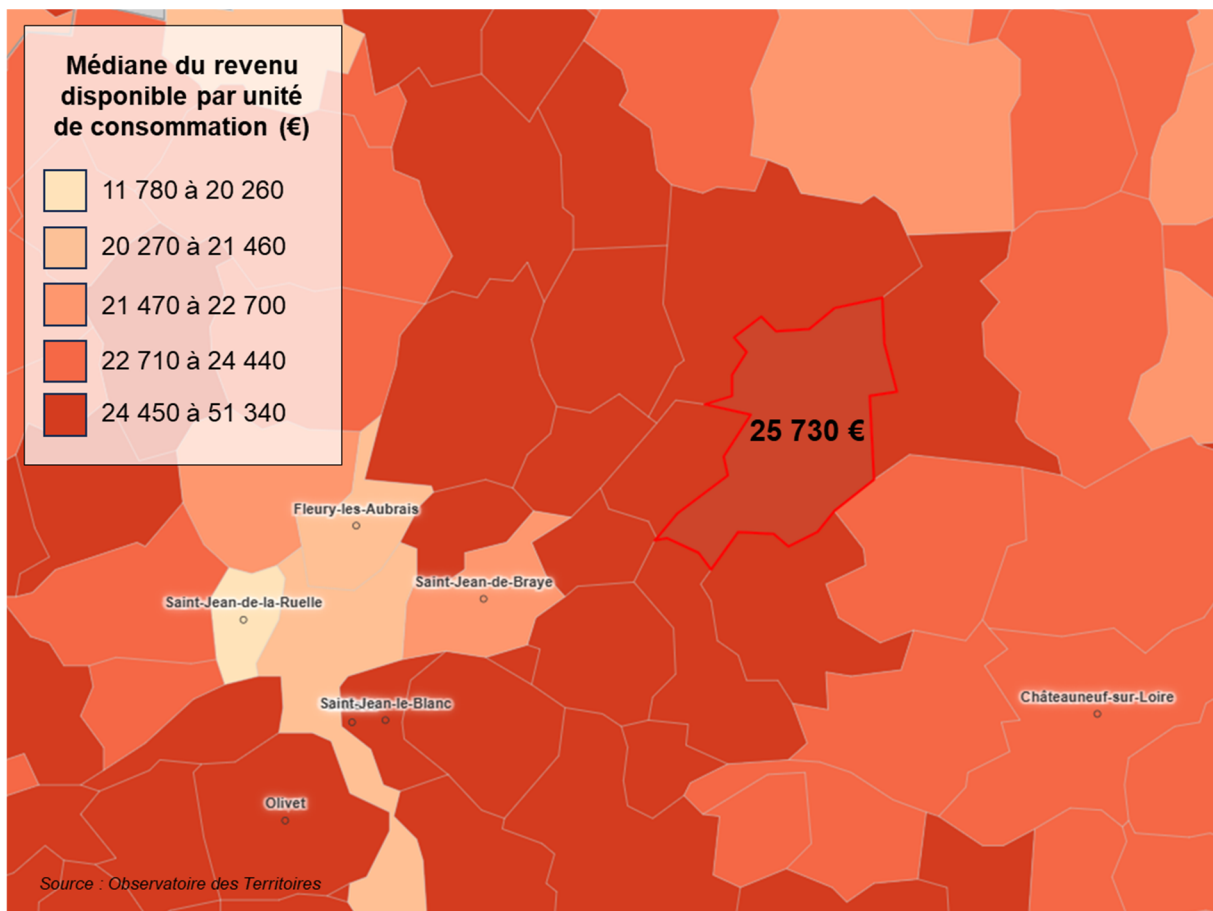 Médiane du revenu
disponible par unité
de consommation (€)
11 780 à 20 260
20 270 à 21 460
21 470 à 22 700
22 710 à 24 440
24 450 à 51 340
25 730 €
Fleury-les-Aubrais
Saint-Jean-de-Braye
Saint-Jean-de-la-Ruelle
Saint-Jean-le-Blanc
Châteauneuf-sur-Loire
Olivet
Source : Observatoire des Territoires